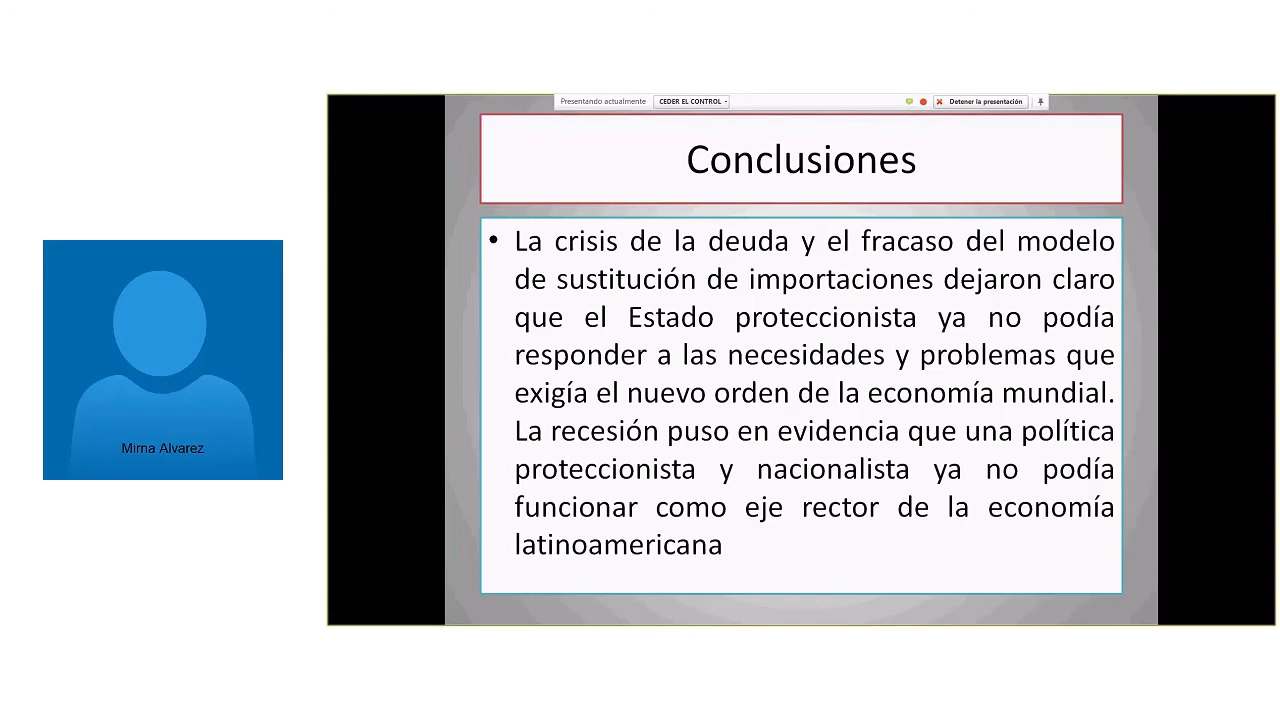 Presentando actualmente CEDER EL CONTROL Detener la presentación
Conclusiones
• La crisis de la deuda y el fracaso del modelo
de sustitución de importaciones dejaron claro
que el Estado proteccionista ya no podía
responder a las necesidades y problemas que
exigía el nuevo orden de la economía mundial.
La recesión puso en evidencia que una política
proteccionista y nacionalista ya no podía
funcionar como eje rector de la economía
latinoamericana
Mirna Alvarez